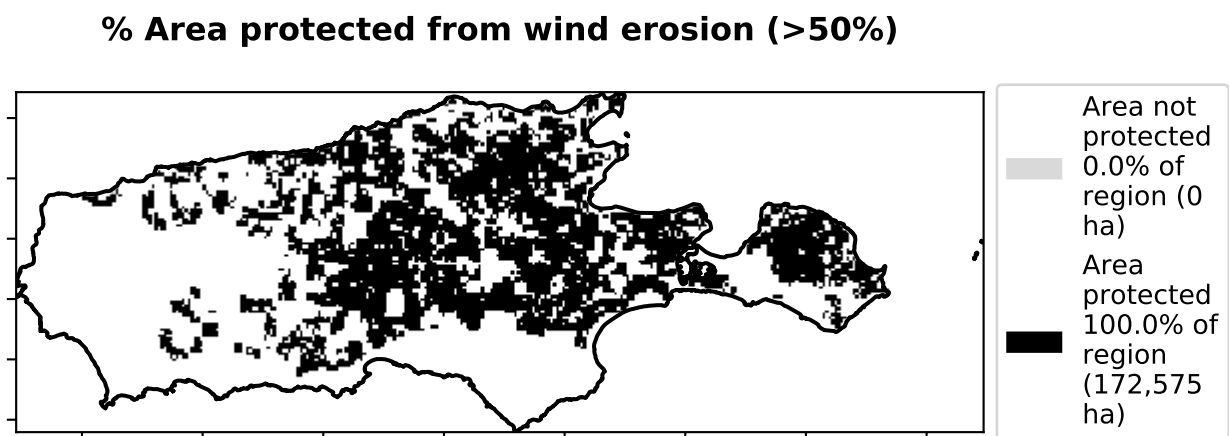 % Area protected from wind erosion (>50%)
Area not
protected
0.0% of
region (0
ha)
Area
protected
100.0% of
region
(172,575
ha)